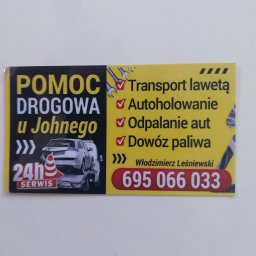 POMOC
DROGOWA
u Johnego
24h
SERWIS
Transport lawetą
Autoholowanie
Odpalanie aut
Dowóz paliwa
Włodzimierz Leśniewski
695 066 033